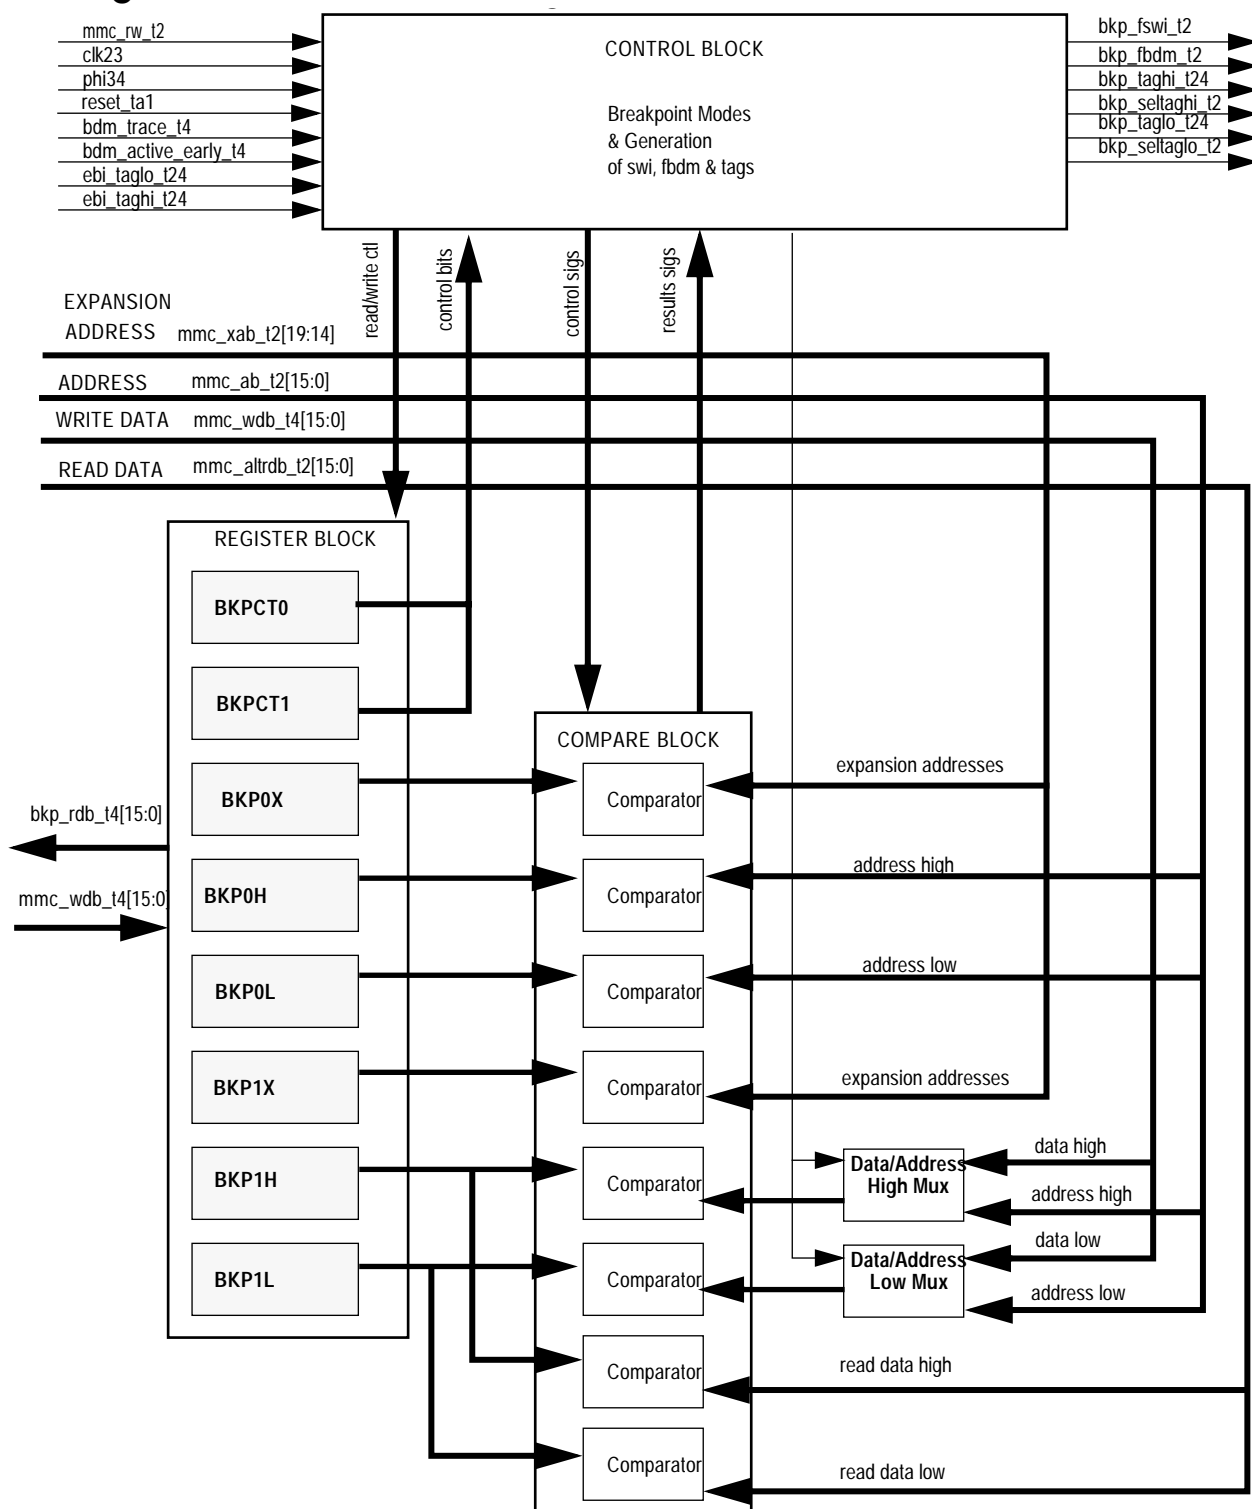 mmc_rw_t2
clk23
phi34
reset_ta1
bdm_trace_t4
bdm_active_early_t4
ebi_taglo_t24
ebi_taghi_t24
CONTROL BLOCK
Breakpoint Modes
& Generation
of swi, fbdm & tags
bkp_fswi_t2
bkp_fbdm_t2
bkp_taghi_t24
bkp_seltaghi_t2
bkp_taglo_t24
bkp_seltaglo_t2
read/write ctl
control bits
control sigs
results sigs
EXPANSION
ADDRESS mmc_xab_t2[19:14]
ADDRESS mmc_ab_t2[15:0]
WRITE DATA mmc_wdb_t4[15:0]
READ DATA mmc_altrdb_t2[15:0]
REGISTER BLOCK
BKPCT0
BKPCT1
BKP0X
BKP0H
BKP0L
BKP1X
BKP1H
BKP1L
bkp_rdb_t4[15:0]
mmc_wdb_t4[15:0]
COMPARE BLOCK
Comparator
Comparator
Comparator
Comparator
Comparator
Comparator
Comparator
Comparator
expansion addresses
address high
address low
expansion addresses
Data/Address
High Mux
data high
address high
Data/Address
Low Mux
data low
address low
read data high
read data low